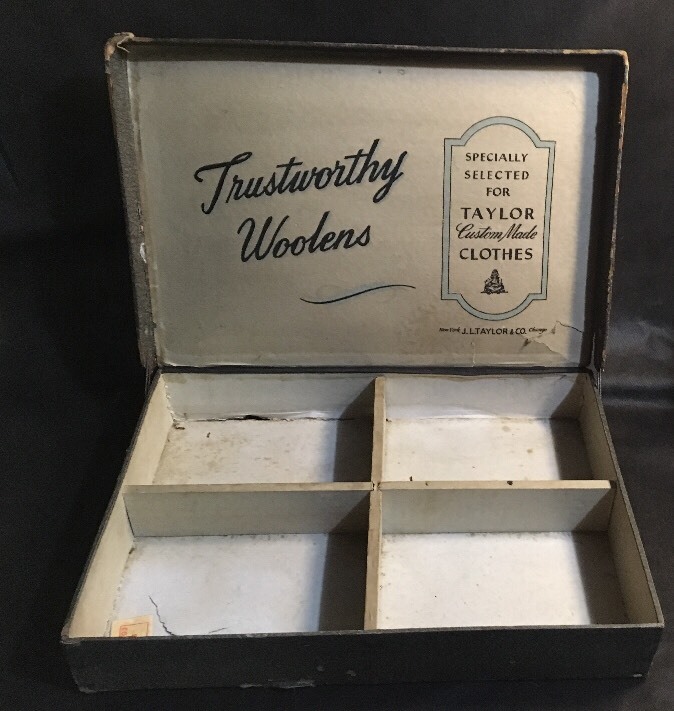 Trustworthy
Woolens
SPECIALLY
SELECTED
FOR
TAYLOR
Custom Made
CLOTHES
New York J. L. TAYLOR & CO. Chicago